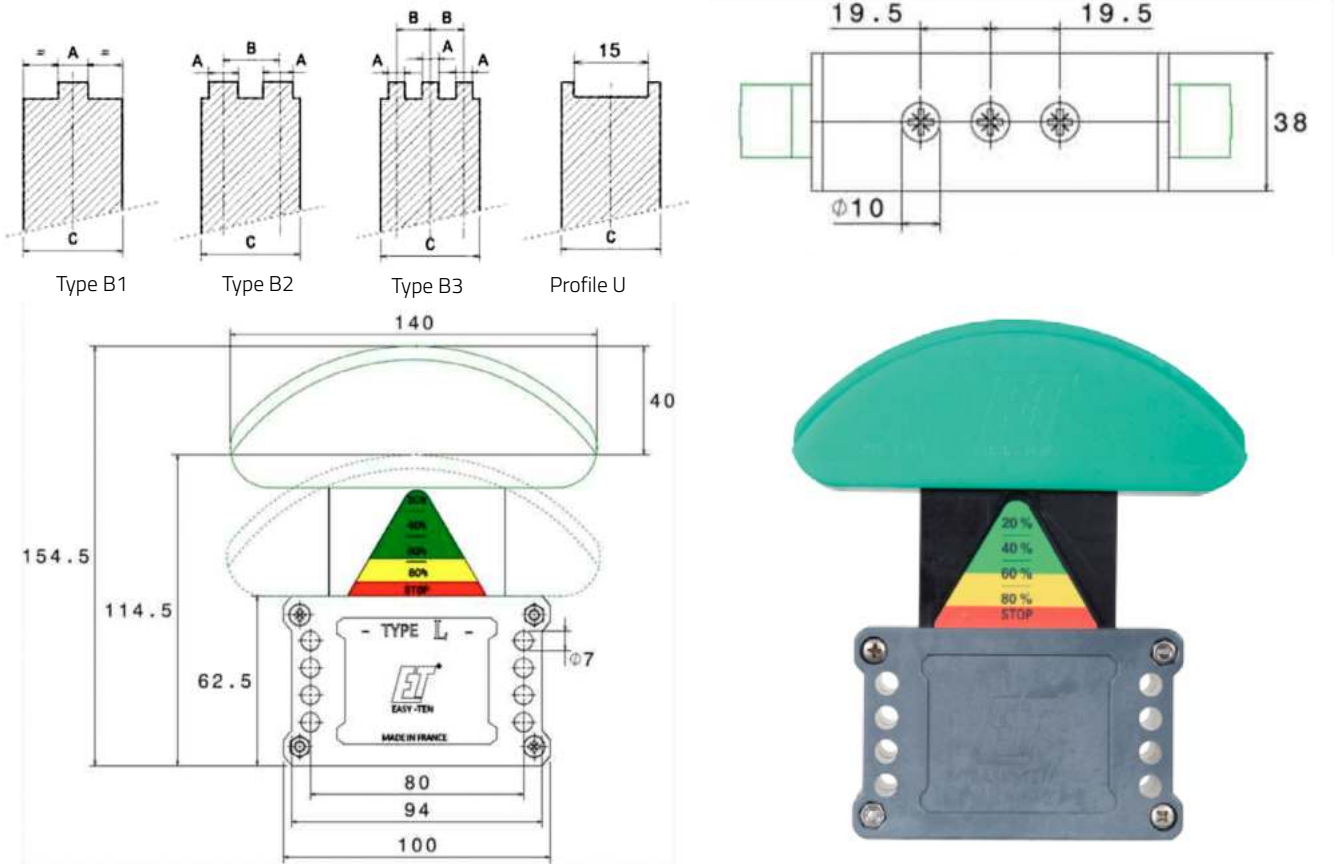 B B
= A =
A B A
A A A
15
C
C
C
C
Type B1
Type B2
Type B3
Profile U
19.5
19.5
38
Φ10
140
40
154.5
114.5
62.5
40%
80%
STOP
- TYPE L -
Φ7
ET
EASY-TEN
MADE IN FRANCE
80
94
100
20 %
40 %
60 %
80 %
STOP